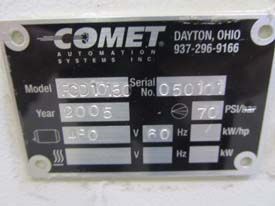 COMET
AUTOMATION
SYSTEMS INC.
DAYTON, OHIO
937-296-9166
Model Serial No.
Year 2005 70 PSI/bar
480 V 60 Hz kW/hp
V Hz kW